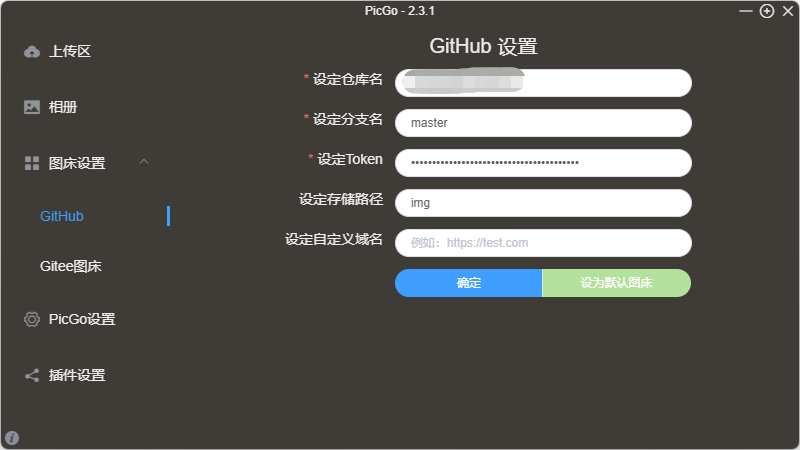 PicGo - 2.3.1
上传区
相册
图床设置
GitHub
Gitee图床
PicGo设置
插件设置
GitHub 设置
* 设定仓库名
* 设定分支名
master
* 设定Token
设定存储路径
img
设定自定义域名
例如：https://test.com
确定
设为默认图床